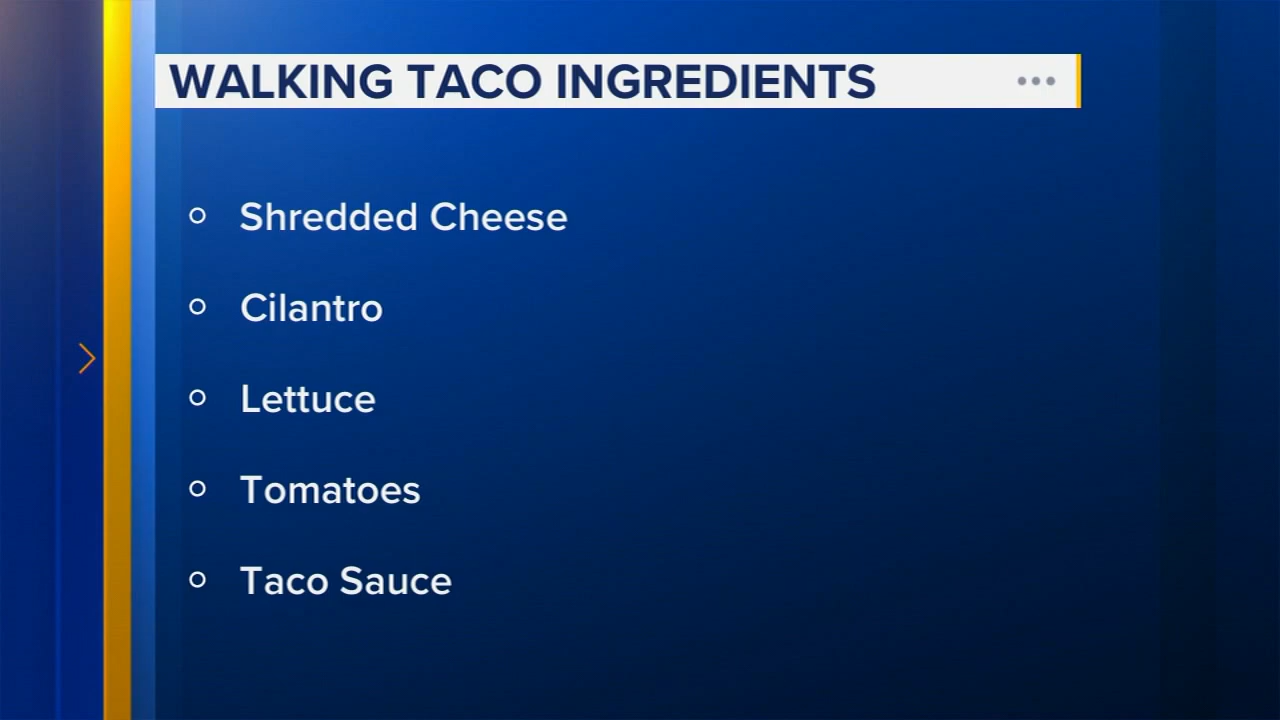 WALKING TACO INGREDIENTS
Shredded Cheese
Cilantro
Lettuce
Tomatoes
Taco Sauce